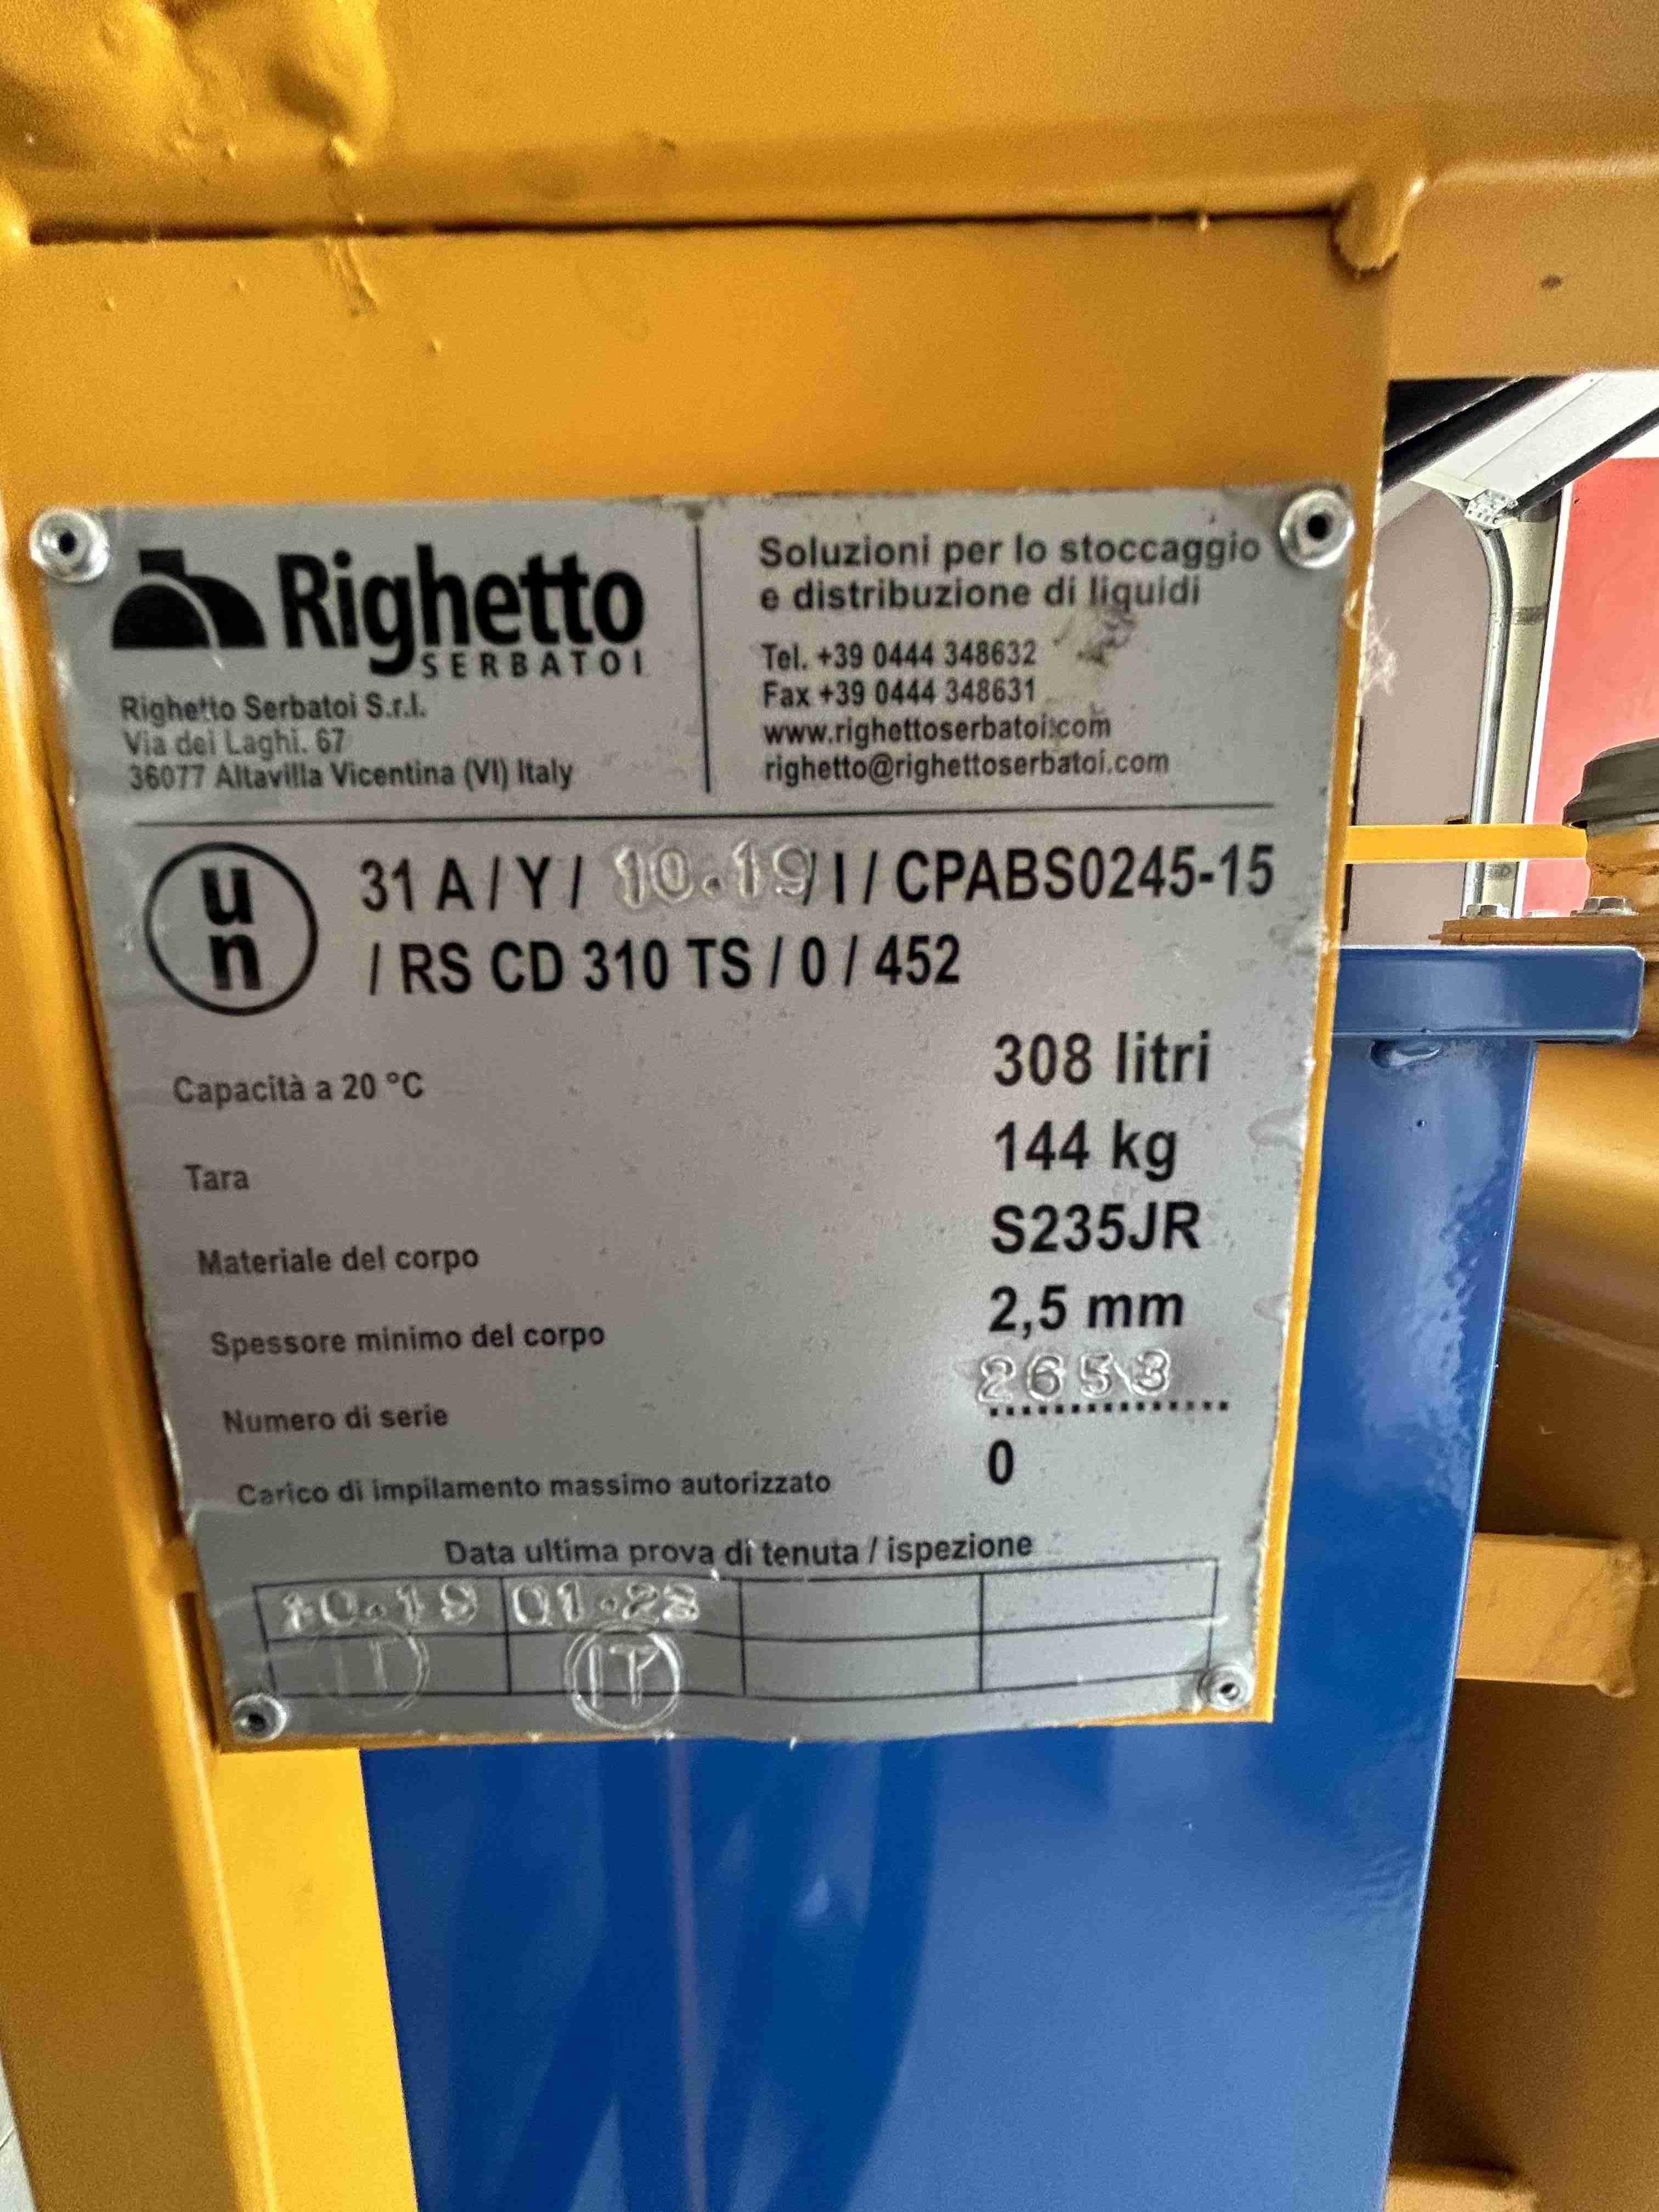 Righetto
SERBATOI
Righetto Serbatoi S.r.l.
Via dei Laghi, 67
36077 Altavilla Vicentina (VI) Italy
Soluzioni per lo stoccaggio
e distribuzione di liquidi
Tel. +39 0444 348632
Fax +39 0444 348631
www.righettoserbatoi.com
righetto@righettoserbatoi.com
un
31 A / Y / 10.19 / I / CPABS0245-15
/ RS CD 310 TS / 0 / 452
Capacità a 20 °C 308 litri
Tara 144 kg
Materiale del corpo S235JR
Spessore minimo del corpo 2,5 mm
Numero di serie 2653
Carico di impilamento massimo autorizzato 0
Data ultima prova di tenuta / ispezione
10.19 01.23
IT IT